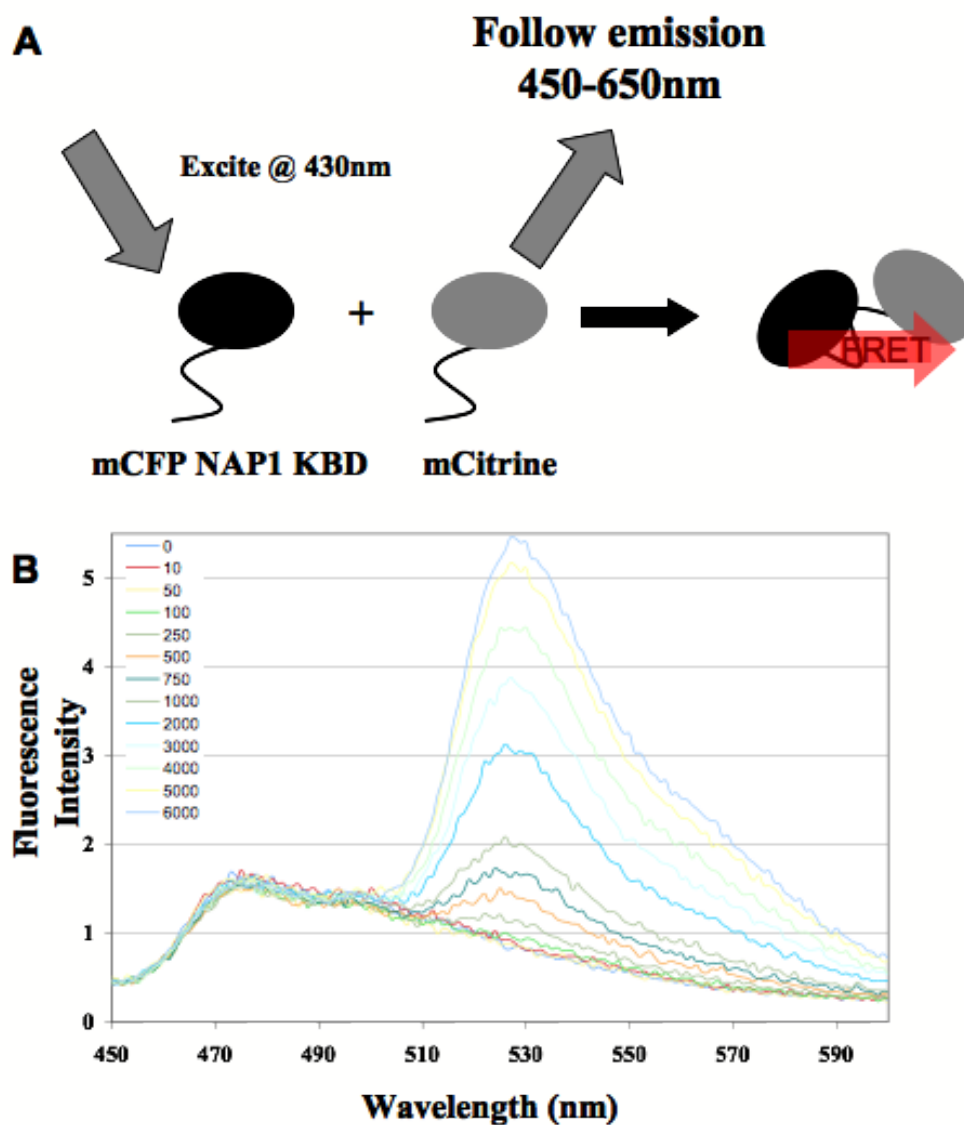 A
Follow emission
450-650nm
Excite @ 430nm
+
FRET
mCFP NAP1 KBD
mCitrine
B
Fluorescence
Intensity
5
4
3
2
1
0
0
10
50
100
250
500
750
1000
2000
3000
4000
5000
6000
450 470 490 510 530 550 570 590
Wavelength (nm)